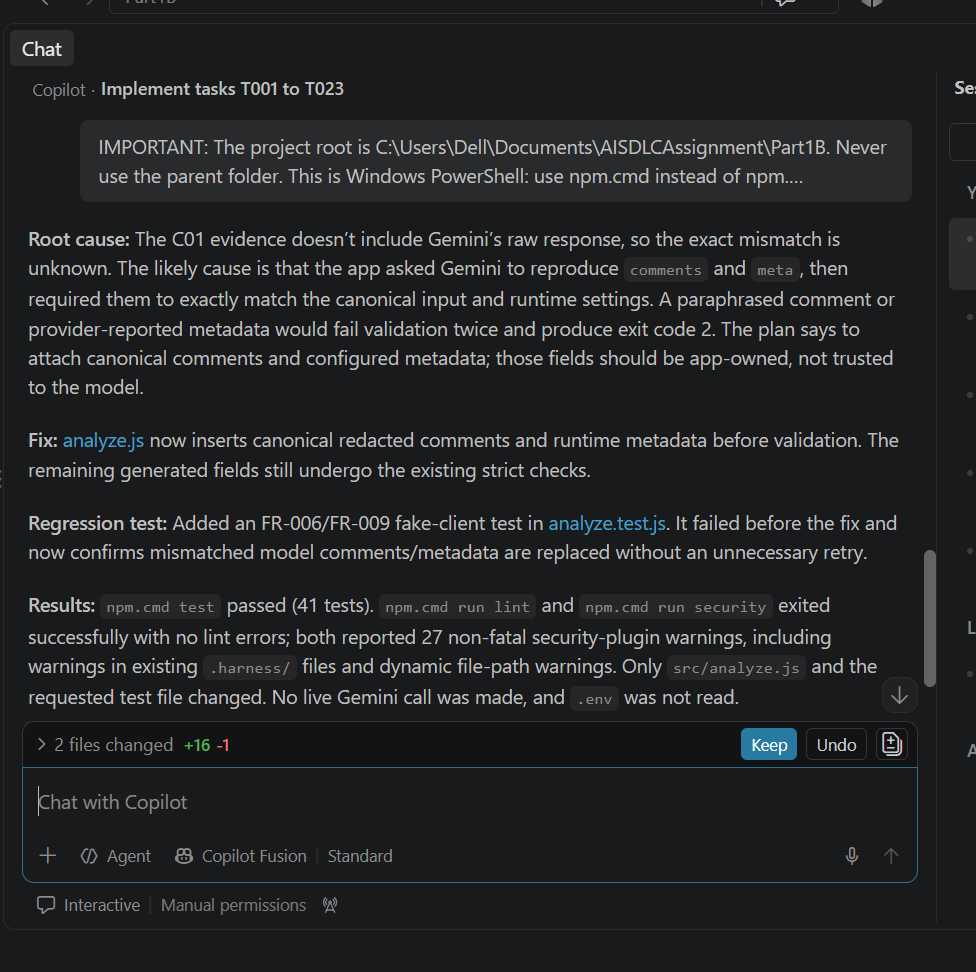 Chat
Copilot · Implement tasks T001 to T023
IMPORTANT: The project root is C:\Users\Dell\Documents\AISDLCAssignment\Part1B. Never
use the parent folder. This is Windows PowerShell: use npm.cmd instead of npm....
Root cause: The C01 evidence doesn’t include Gemini’s raw response, so the exact mismatch is
unknown. The likely cause is that the app asked Gemini to reproduce comments and meta, then
required them to exactly match the canonical input and runtime settings. A paraphrased comment or
provider-reported metadata would fail validation twice and produce exit code 2. The plan says to
attach canonical comments and configured metadata; those fields should be app-owned, not trusted
to the model.
Fix: analyze.js now inserts canonical redacted comments and runtime metadata before validation. The
remaining generated fields still undergo the existing strict checks.
Regression test: Added an FR-006/FR-009 fake-client test in analyze.test.js. It failed before the fix and
now confirms mismatched model comments/metadata are replaced without an unnecessary retry.
Results: npm.cmd test passed (41 tests). npm.cmd run lint and npm.cmd run security exited
successfully with no lint errors; both reported 27 non-fatal security-plugin warnings, including
warnings in existing .harness/ files and dynamic file-path warnings. Only src/analyze.js and the
requested test file changed. No live Gemini call was made, and .env was not read.
2 files changed +16 -1
Keep
Undo
Chat with Copilot
Agent
Copilot Fusion
Standard
Interactive
Manual permissions